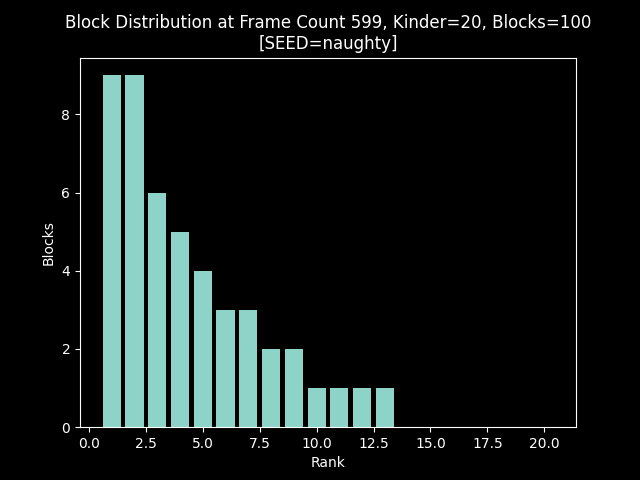 Block Distribution at Frame Count 599, Kinder=20, Blocks=100
[SEED=naughty]
8
6
4
2
0
Blocks
0.0 2.5 5.0 7.5 10.0 12.5 15.0 17.5 20.0
Rank